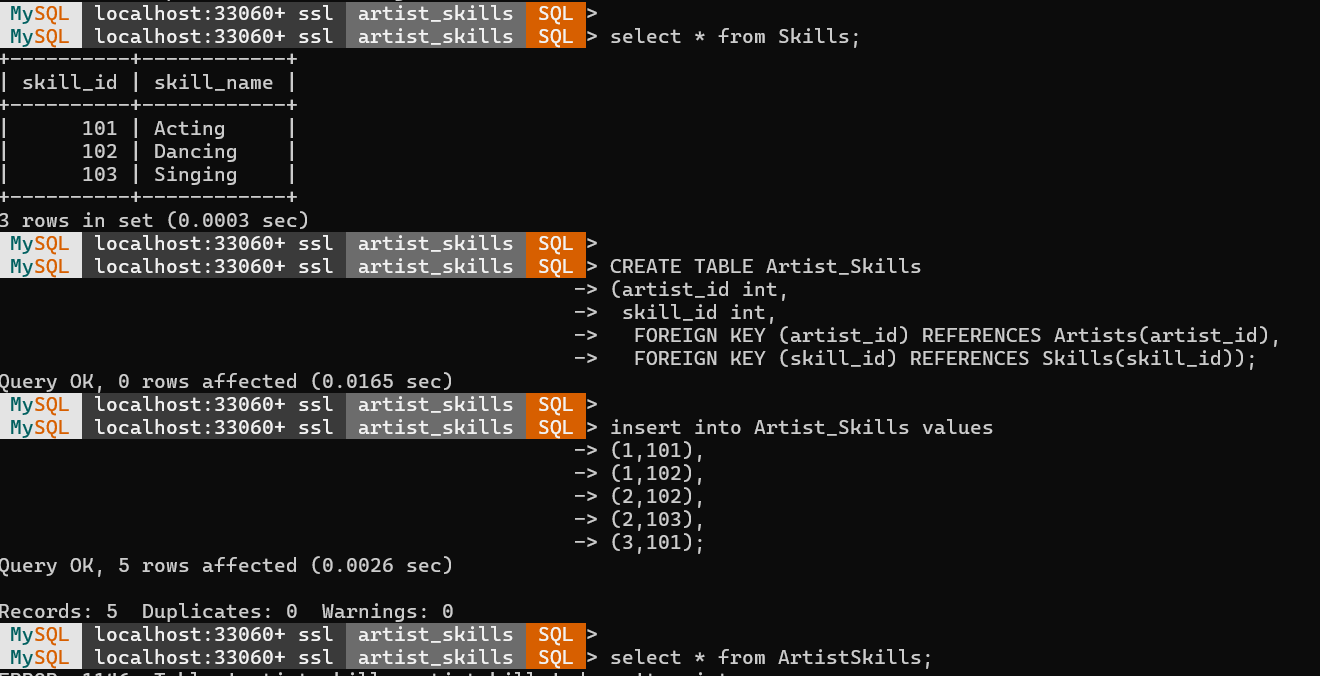 MySQL localhost:33060+ ssl artist_skills SQL >
MySQL localhost:33060+ ssl artist_skills SQL > select * from Skills;
+----------+------------+
| skill_id | skill_name |
+----------+------------+
|      101 | Acting     |
|      102 | Dancing    |
|      103 | Singing    |
+----------+------------+
3 rows in set (0.0003 sec)
MySQL localhost:33060+ ssl artist_skills SQL >
MySQL localhost:33060+ ssl artist_skills SQL > CREATE TABLE Artist_Skills
-> (artist_id int,
->  skill_id int,
->   FOREIGN KEY (artist_id) REFERENCES Artists(artist_id),
->   FOREIGN KEY (skill_id) REFERENCES Skills(skill_id));
Query OK, 0 rows affected (0.0165 sec)
MySQL localhost:33060+ ssl artist_skills SQL >
MySQL localhost:33060+ ssl artist_skills SQL > insert into Artist_Skills values
-> (1,101),
-> (1,102),
-> (2,102),
-> (2,103),
-> (3,101);
Query OK, 5 rows affected (0.0026 sec)
Records: 5  Duplicates: 0  Warnings: 0
MySQL localhost:33060+ ssl artist_skills SQL >
MySQL localhost:33060+ ssl artist_skills SQL > select * from ArtistSkills;